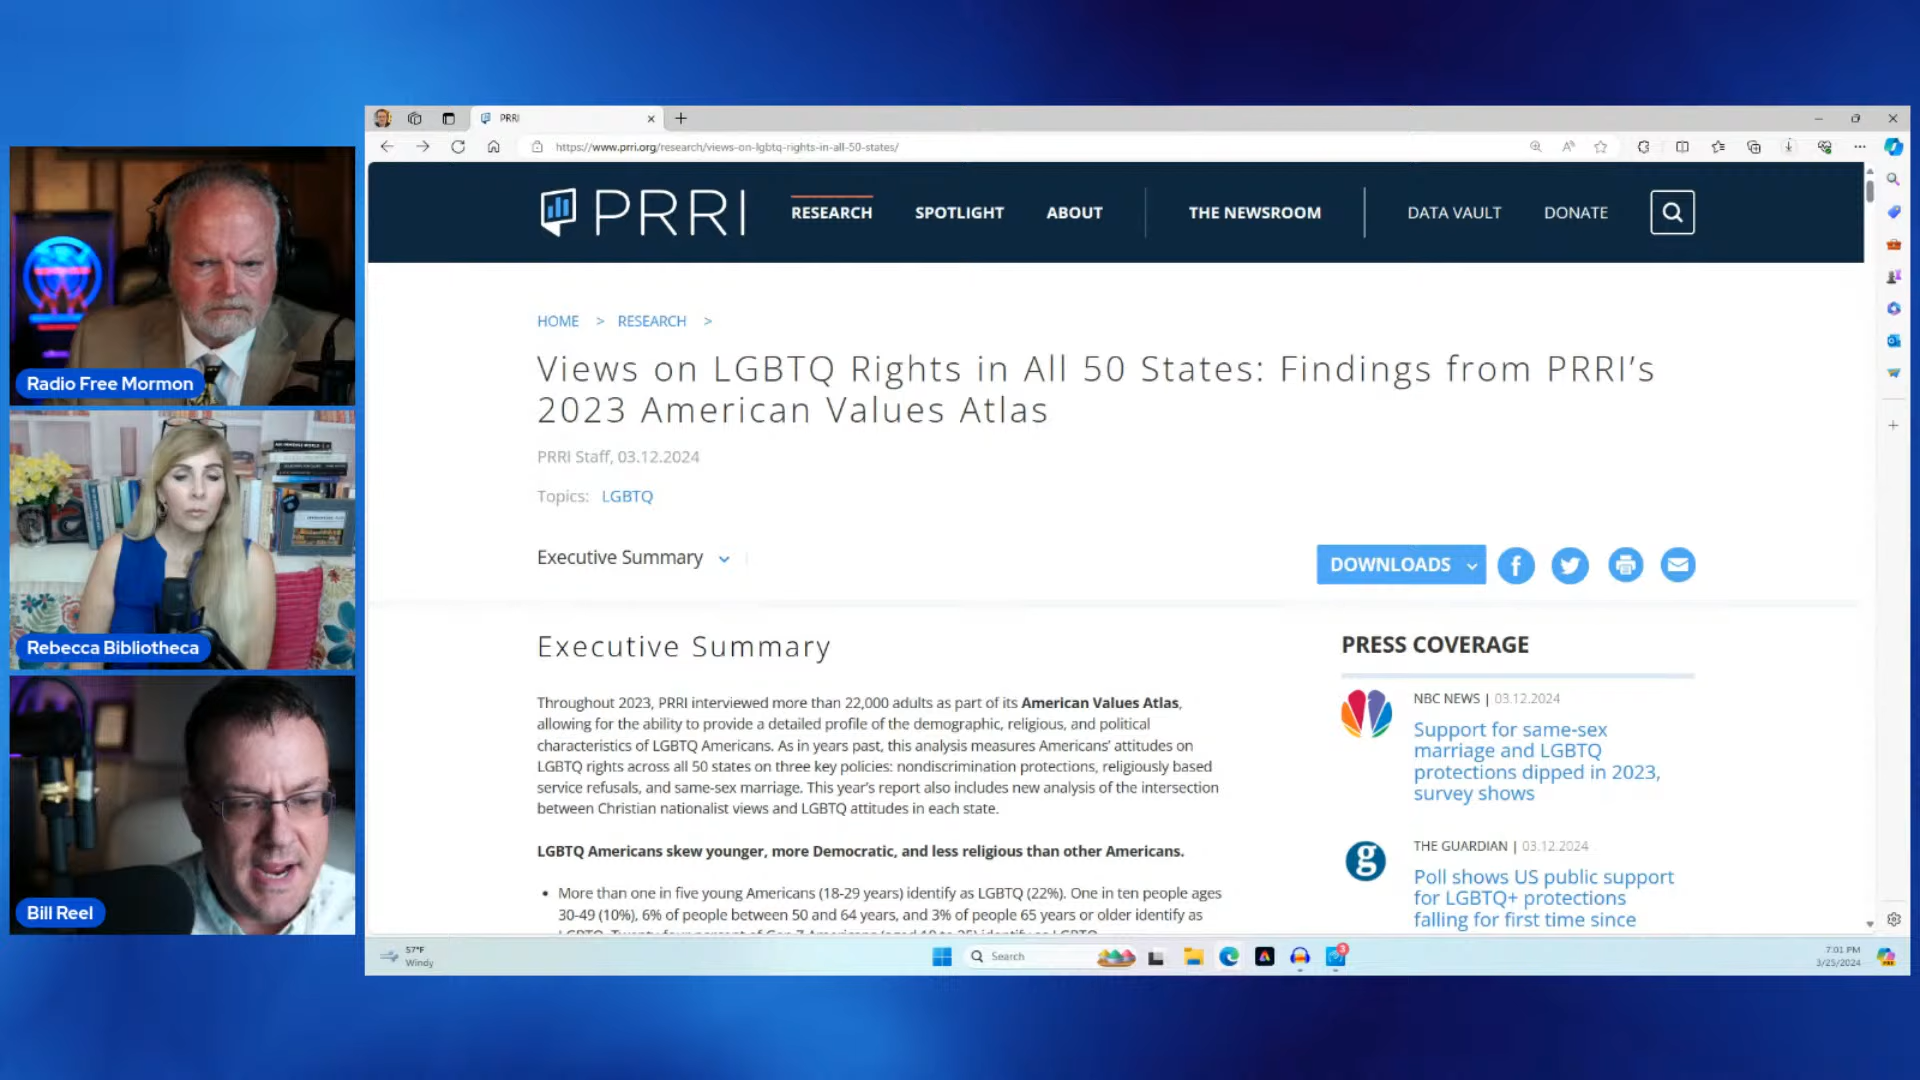 PRRI
https://www.prri.org/research/views-on-lgbtq-rights-in-all-50-states/
PRRI
RESEARCH
SPOTLIGHT
ABOUT
THE NEWSROOM
DATA VAULT
DONATE
HOME > RESEARCH >
Views on LGBTQ Rights in All 50 States: Findings from PRRI's
2023 American Values Atlas
PRRI Staff, 03.12.2024
Topics: LGBTQ
Executive Summary
DOWNLOADS
Executive Summary
Throughout 2023, PRRI interviewed more than 22,000 adults as part of its American Values Atlas,
allowing for the ability to provide a detailed profile of the demographic, religious, and political
characteristics of LGBTQ Americans. As in years past, this analysis measures Americans' attitudes on
LGBTQ rights across all 50 states on three key policies: nondiscrimination protections, religiously based
service refusals, and same-sex marriage. This year's report also includes new analysis of the intersection
between Christian nationalist views and LGBTQ attitudes in each state.
LGBTQ Americans skew younger, more Democratic, and less religious than other Americans.
• More than one in five young Americans (18-29 years) identify as LGBTQ (22%). One in ten people ages
30-49 (10%), 6% of people between 50 and 64 years, and 3% of people 65 years or older identify as
PRESS COVERAGE
NBC NEWS | 03.12.2024
Support for same-sex
marriage and LGBTQ
protections dipped in 2023,
survey shows
THE GUARDIAN | 03.12.2024
Poll shows US public support
for LGBTQ+ protections
falling for first time since
Radio Free Mormon
Rebecca Bibliotheca
Bill Reel
57°F
Windy
Search
3
7:01 PM
3/25/2024